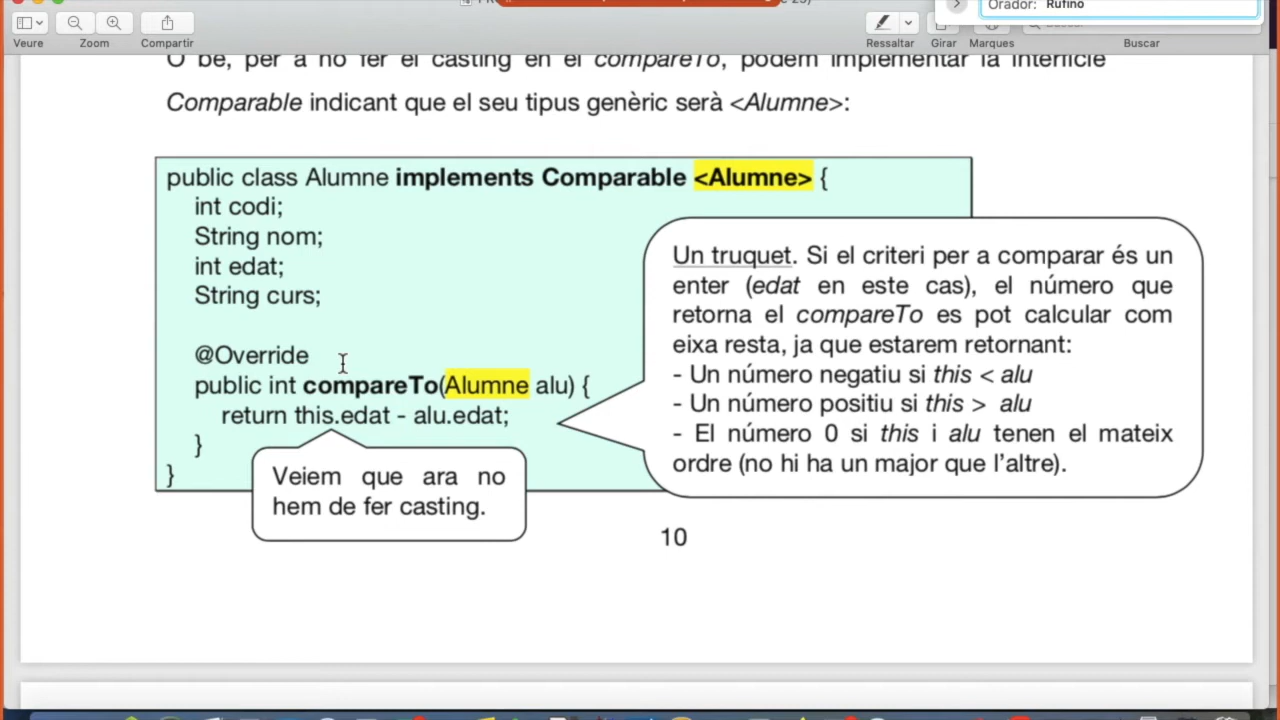 Orador: Rufino
Veure
Zoom
Compartir
Ressaltar
Girar
Marques
Buscar
O bé, per a no fer el casting en el compareTo, podem implementar la interfície
Comparable indicant que el seu tipus genèric serà <Alumne>:
public class Alumne implements Comparable <Alumne> {
int codi;
String nom;
int edat;
String curs;
@Override
public int compareTo(Alumne alu) {
return this.edat - alu.edat;
}
}
Un truquet. Si el criteri per a comparar és un
enter (edat en este cas), el número que
retorna el compareTo es pot calcular com
eixa resta, ja que estarem retornant:
- Un número negatiu si this < alu
- Un número positiu si this > alu
- El número 0 si this i alu tenen el mateix
ordre (no hi ha un major que l'altre).
Veiem que ara no
hem de fer casting.
10